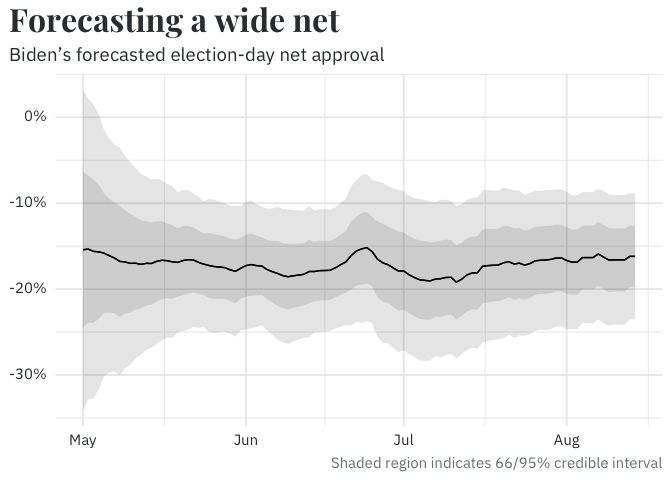 Forecasting a wide net
Biden’s forecasted election-day net approval
0%
-10%
-20%
-30%
May Jun Jul Aug
Shaded region indicates 66/95% credible interval